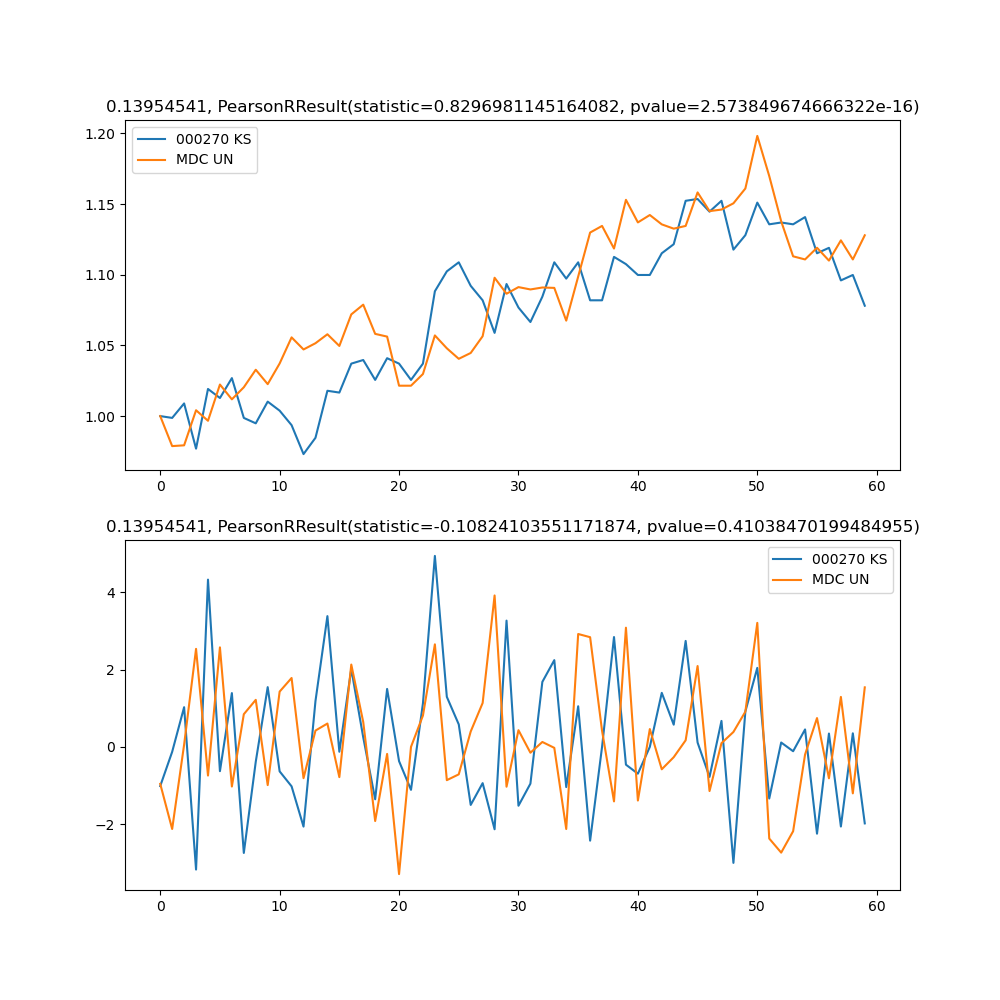 0.13954541, PearsonRResult(statistic=0.8296981145164082, pvalue=2.573849674666322e-16)
000270 KS
MDC UN
1.20
1.15
1.10
1.05
1.00
0 10 20 30 40 50 60
0.13954541, PearsonRResult(statistic=-0.10824103551171874, pvalue=0.41038470199484955)
000270 KS
MDC UN
4
2
0
−2
0 10 20 30 40 50 60